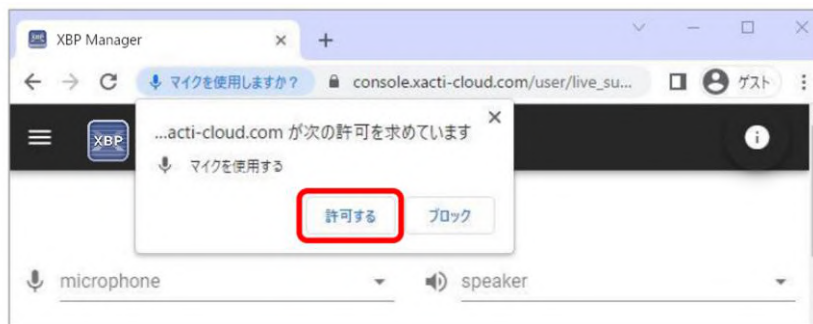 XBP Manager
マイクを使用しますか?
console.xacti-cloud.com/user/live_su...
ゲスト
XBP
...acti-cloud.com が次の許可を求めています
マイクを使用する
許可する
ブロック
microphone
speaker